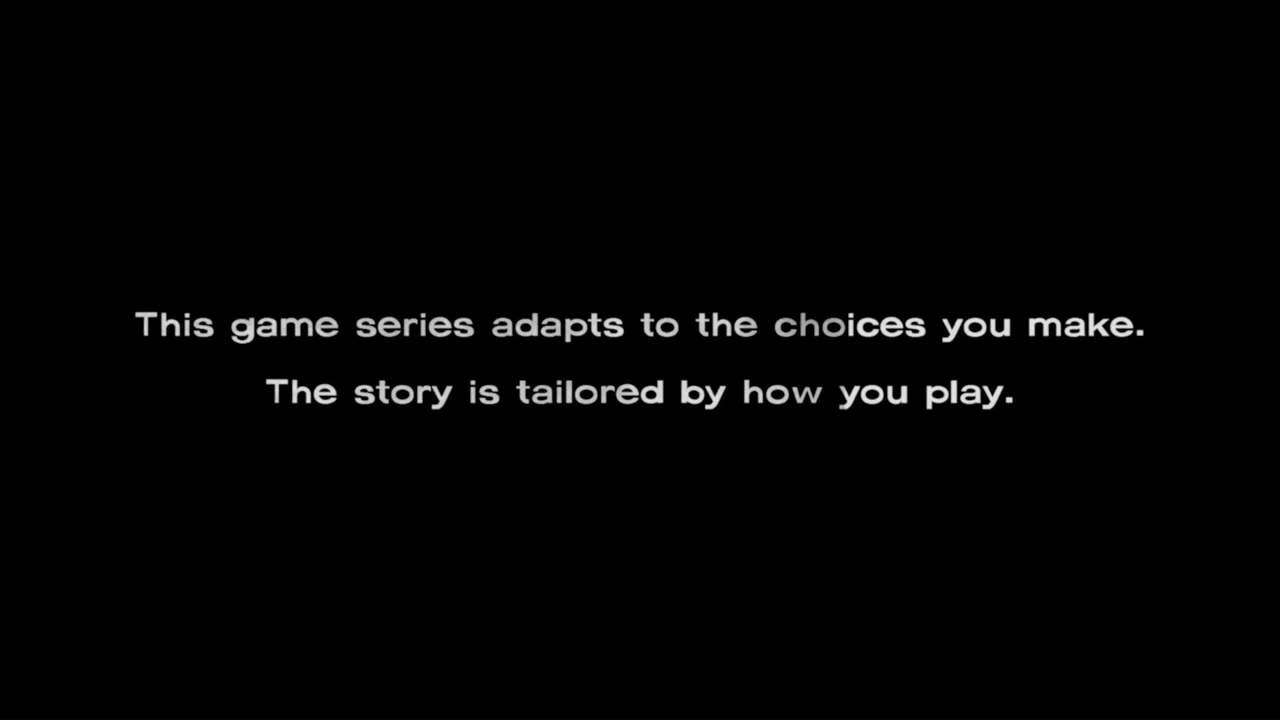 This game series adapts to the choices you make.
The story is tailored by how you play.